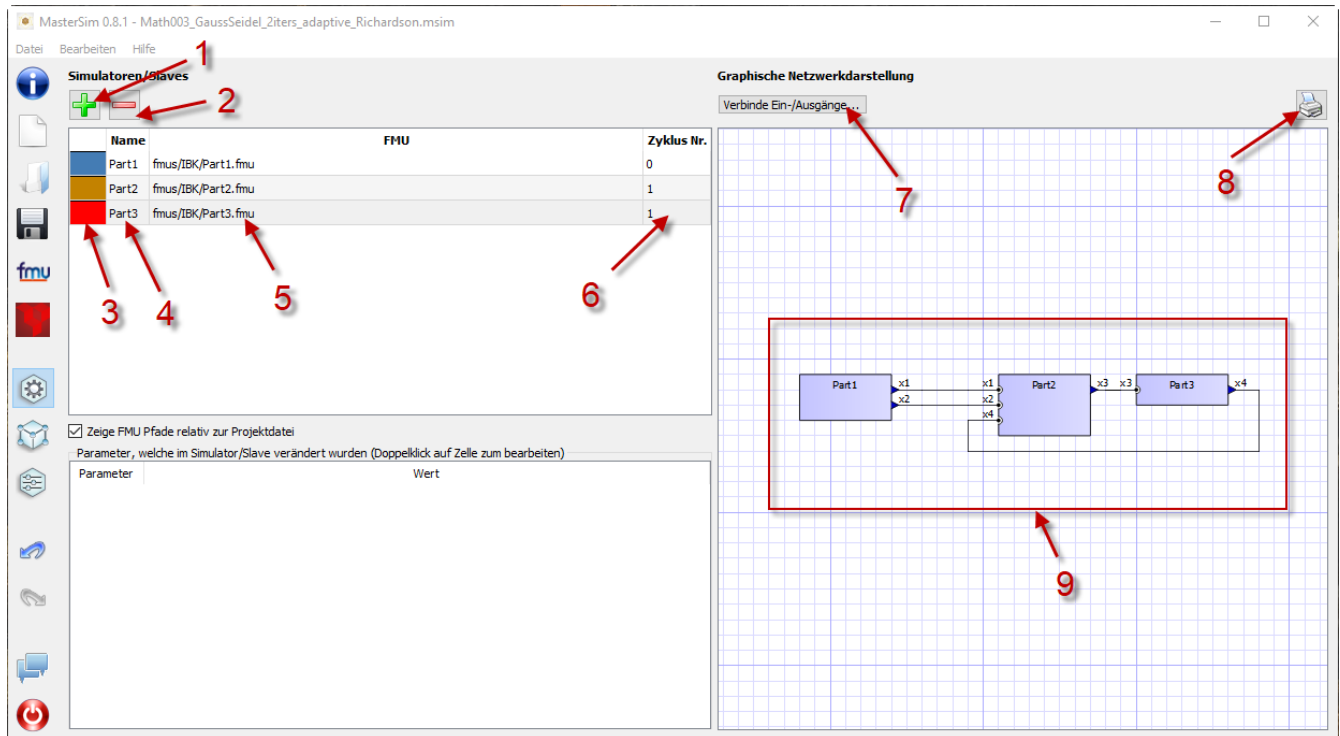 MasterSim 0.8.1 - Math003_GaussSeidel_2iters_adaptive_Richardson.msim
Datei Bearbeiten Hilfe
1
Simulatoren/Slaves
2
Name FMU Zyklus Nr.
Part1 fmus/IBK/Part1.fmu 0
Part2 fmus/IBK/Part2.fmu 1
Part3 fmus/IBK/Part3.fmu 1
fmu
3 4 5 6
Zeige FMU Pfade relativ zur Projektdatei
Parameter, welche im Simulator/Slave verändert wurden (Doppelklick auf Zelle zum bearbeiten)
Parameter Wert
Graphische Netzwerkdarstellung
Verbinde Ein-/Ausgänge...
7 8
Part1 x1 x1 Part2 x3 x3 Part3 x4
x2 x2
x4
9